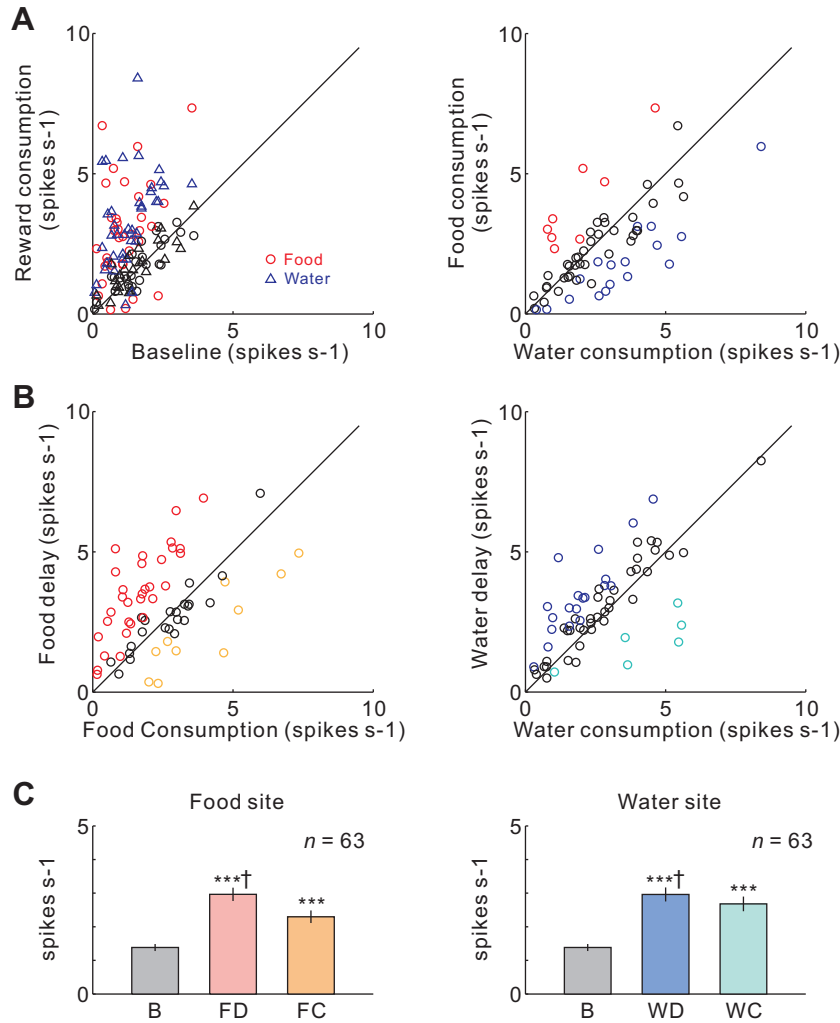 A
10
5
0
0
5
10
Reward consumption
(spikes s-1)
Baseline (spikes s-1)
Food
Water
10
5
0
0
5
10
Food consumption
(spikes s-1)
Water consumption (spikes s-1)
B
10
5
0
0
5
10
Food delay (spikes s-1)
Food Consumption (spikes s-1)
10
5
0
0
5
10
Water delay (spikes s-1)
Water consumption (spikes s-1)
C
Food site
n = 63
5
0
spikes s-1
***†
***
B
FD
FC
Water site
n = 63
5
0
spikes s-1
***†
***
B
WD
WC